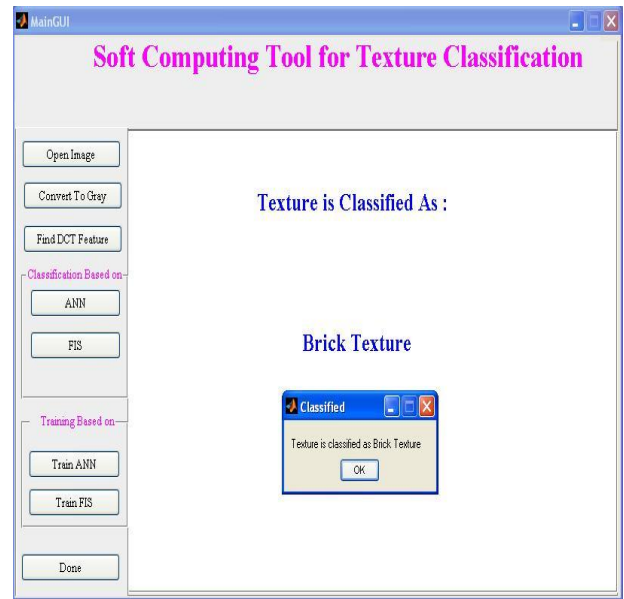 MainGUI
Soft Computing Tool for Texture Classification
Open Image
Convert To Gray
Find DCT Feature
Classification Based on
ANN
FIS
Training Based on
Train ANN
Train FIS
Done
Texture is Classified As :
Brick Texture
Classified
Texture is classified as Brick Texture
OK